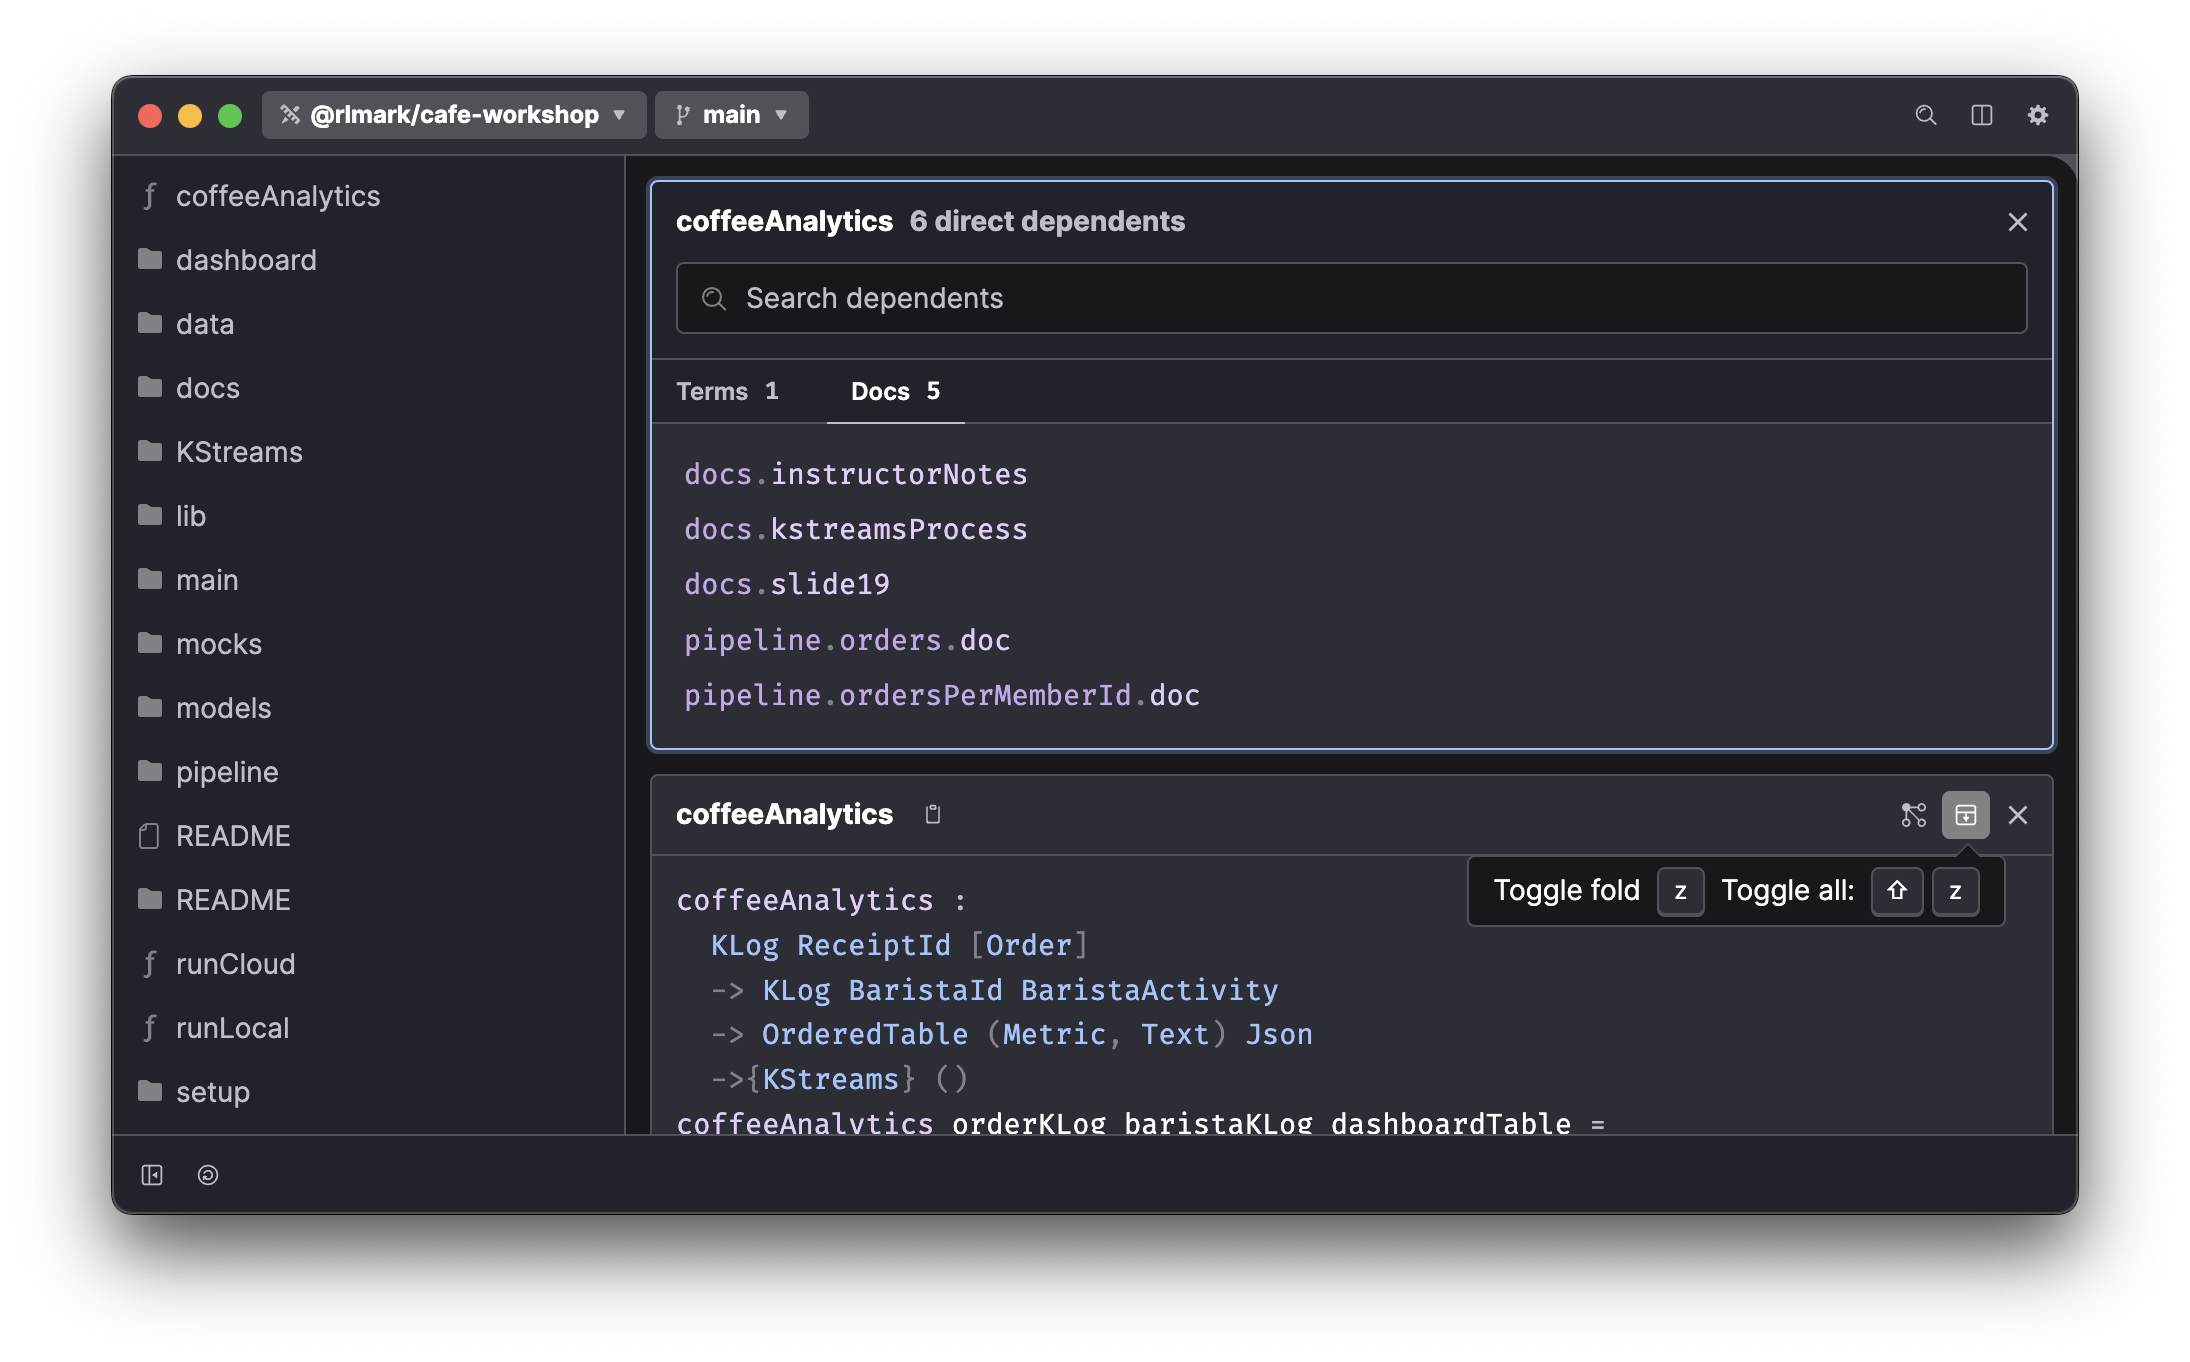 @rlmark/cafe-workshop main
coffeeAnalytics
dashboard
data
docs
KStreams
lib
main
mocks
models
pipeline
README
README
runCloud
runLocal
setup
coffeeAnalytics 6 direct dependents
Search dependents
Terms 1 Docs 5
docs.instructorNotes
docs.kstreamsProcess
docs.slide19
pipeline.orders.doc
pipeline.ordersPerMemberId.doc
coffeeAnalytics
Toggle fold z Toggle all: ⇧ z
coffeeAnalytics :
KLog ReceiptId [Order]
-> KLog BaristaId BaristaActivity
-> OrderedTable (Metric, Text) Json
->{KStreams} ()
coffeeAnalytics orderKLog baristaKLog dashboardTable =